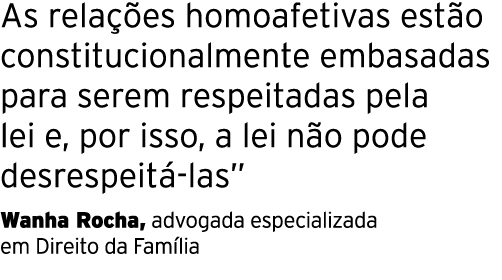 As relações homoafetivas estão
constitucionalmente embasadas
para serem respeitadas pela
lei e, por isso, a lei não pode
desrespeitá-las”
Wanha Rocha, advogada especializada
em Direito da Família